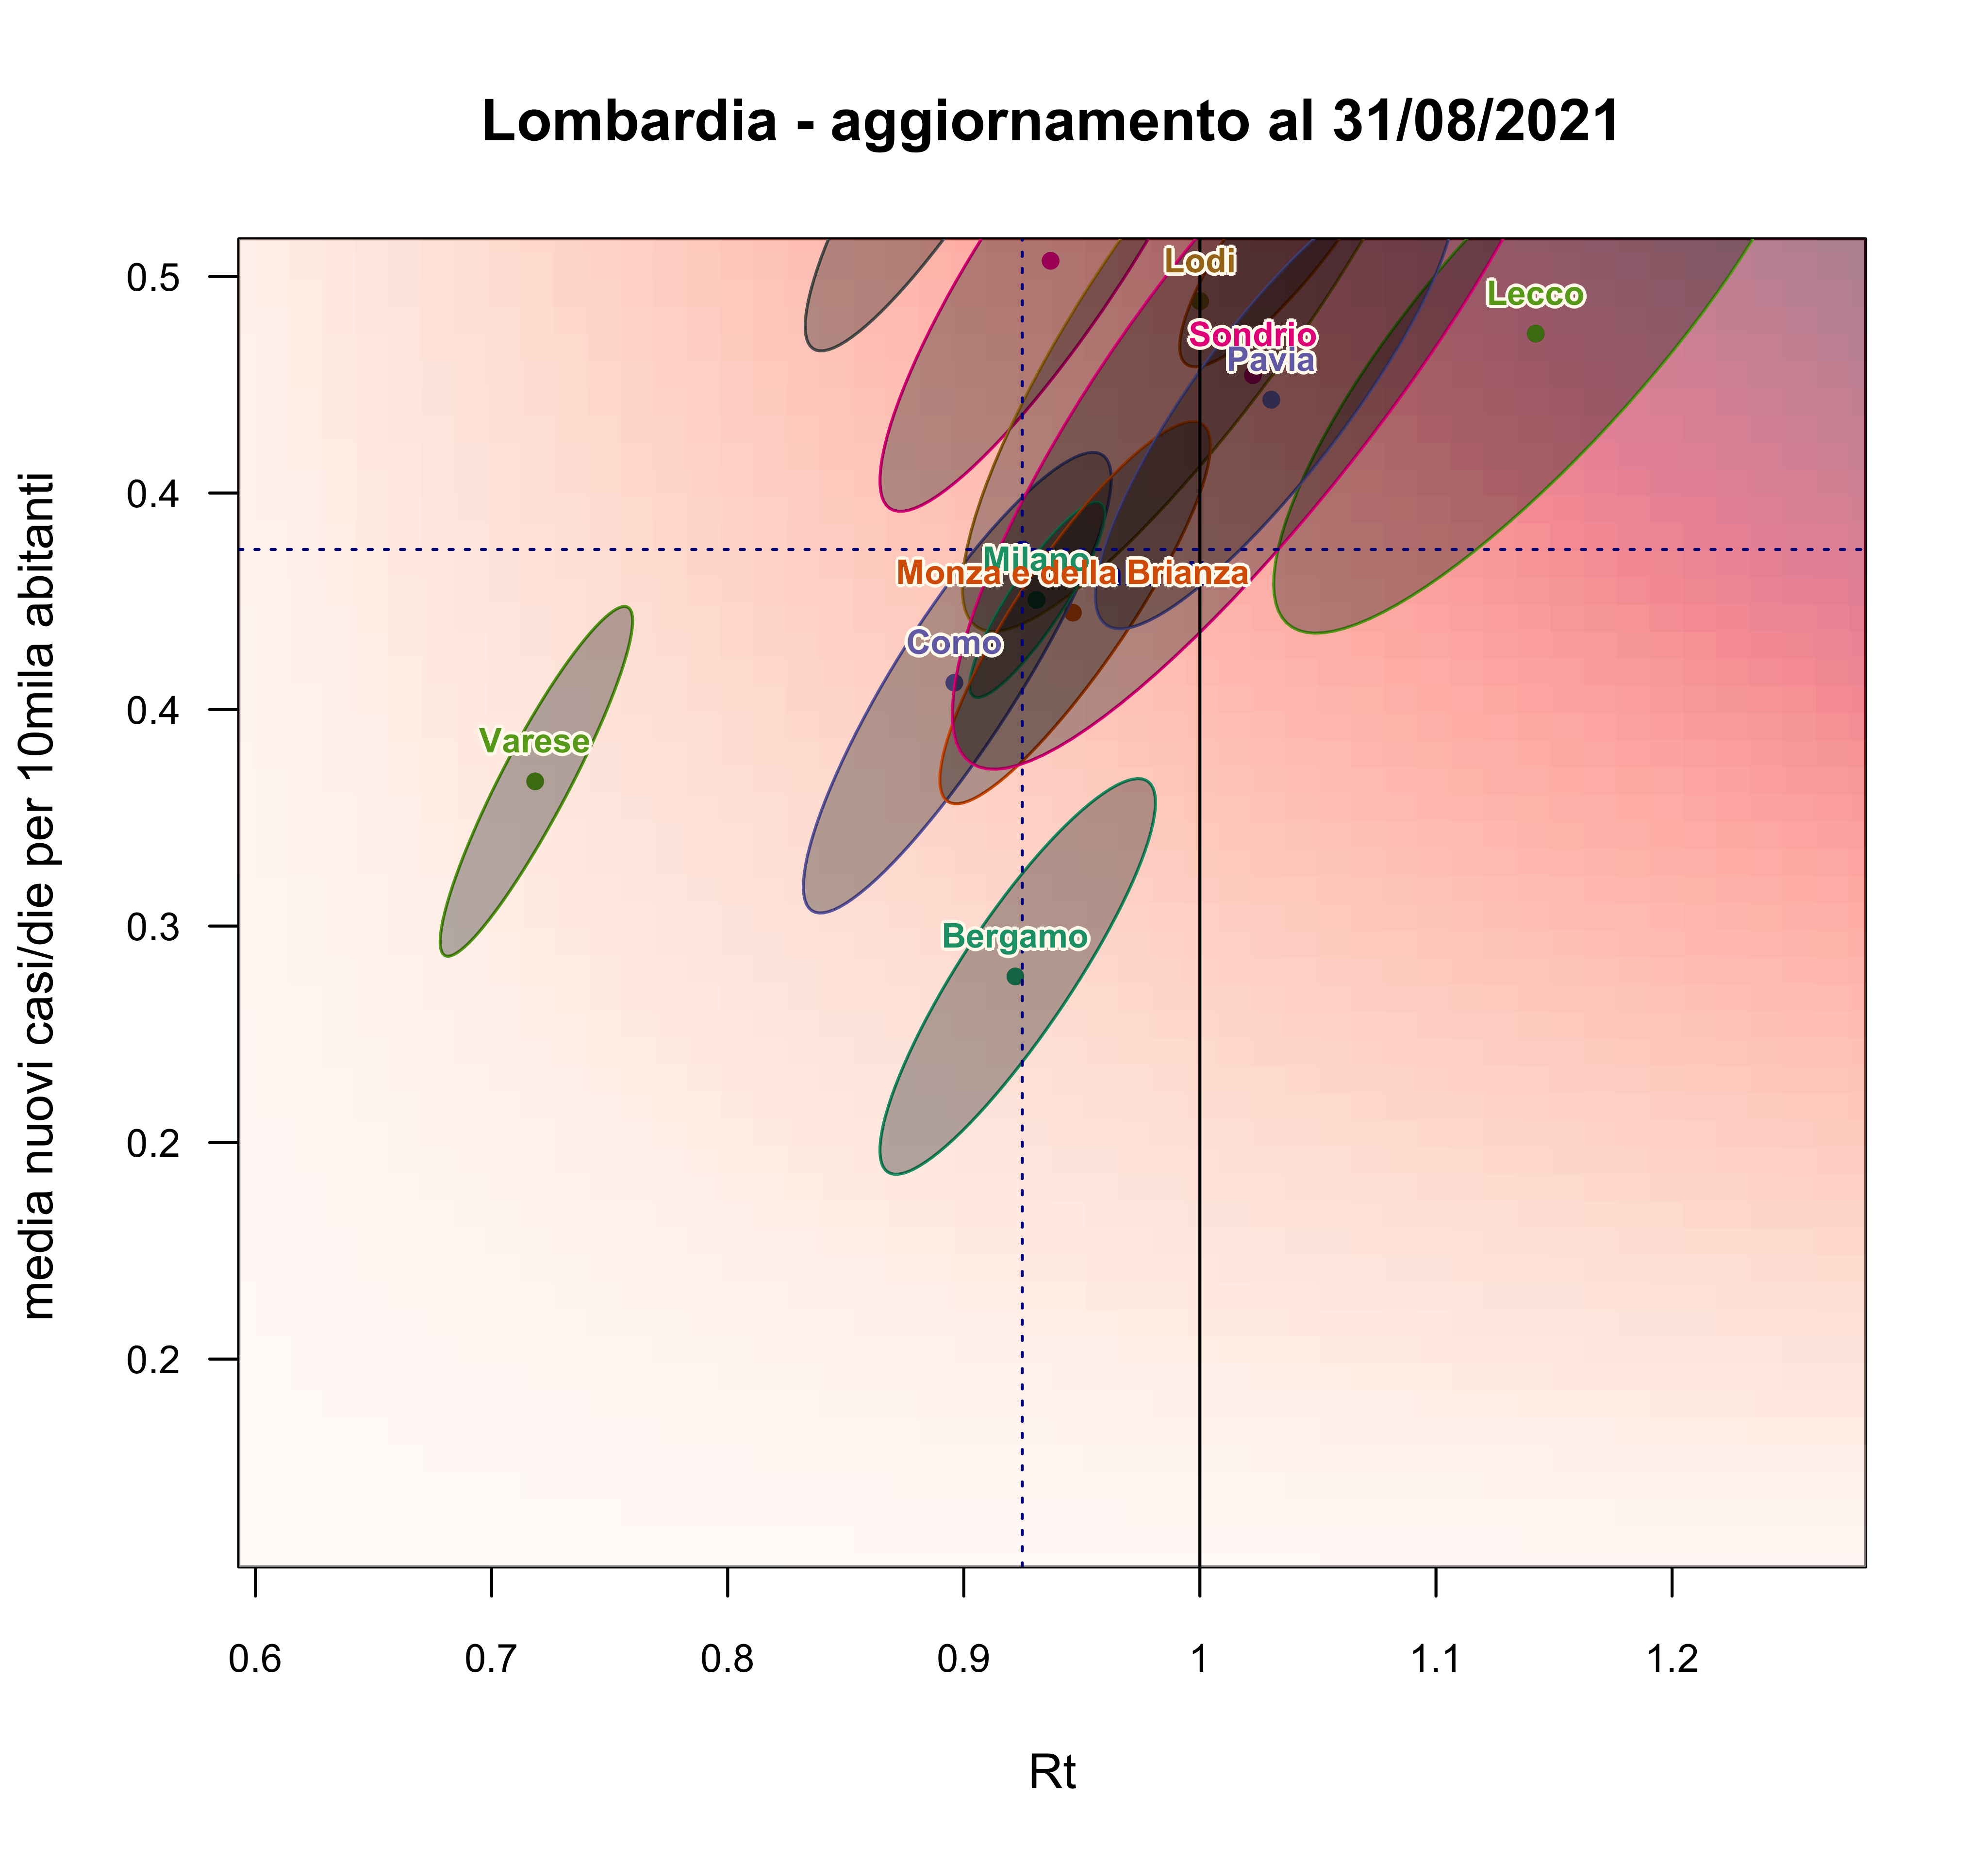 Lombardia - aggiornamento al 31/08/2021
media nuovi casi/die per 10mila abitanti
0.5
0.4
0.4
0.3
0.2
0.2
Lodi
Lecco
Sondrio
Pavia
Milano
Monza e della Brianza
Como
Varese
Bergamo
0.6 0.7 0.8 0.9 1 1.1 1.2
Rt